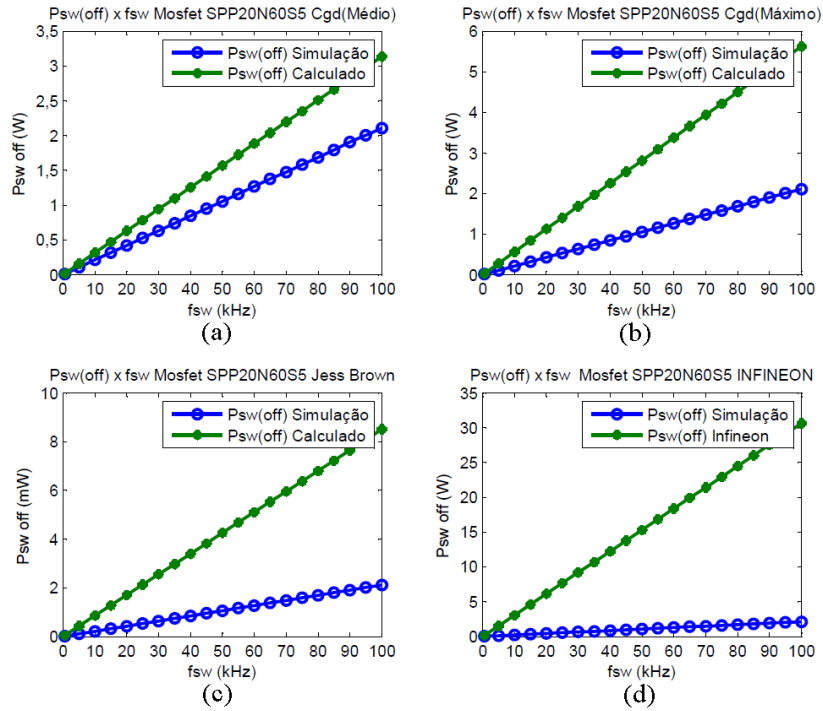 Psw(off) x fsw Mosfet SPP20N60S5 Cgd(Médio)
3,5
3
2,5
2
1,5
1
0,5
0
Psw off (W)
Psw(off) Simulação
Psw(off) Calculado
0 10 20 30 40 50 60 70 80 90 100
fsw (kHz)
(a)
Psw(off) x fsw Mosfet SPP20N60S5 Cgd(Máximo)
6
5
4
3
2
1
0
Psw off (W)
Psw(off) Simulação
Psw(off) Calculado
0 10 20 30 40 50 60 70 80 90 100
fsw (kHz)
(b)
Psw(off) x fsw Mosfet SPP20N60S5 Jess Brown
10
8
6
4
2
0
Psw off (mW)
Psw(off) Simulação
Psw(off) Calculado
0 10 20 30 40 50 60 70 80 90 100
fsw (kHz)
(c)
Psw(off) x fsw Mosfet SPP20N60S5 INFINEON
35
30
25
20
15
10
5
0
Psw off (W)
Psw(off) Simulação
Psw(off) Infineon
0 10 20 30 40 50 60 70 80 90 100
fsw (kHz)
(d)